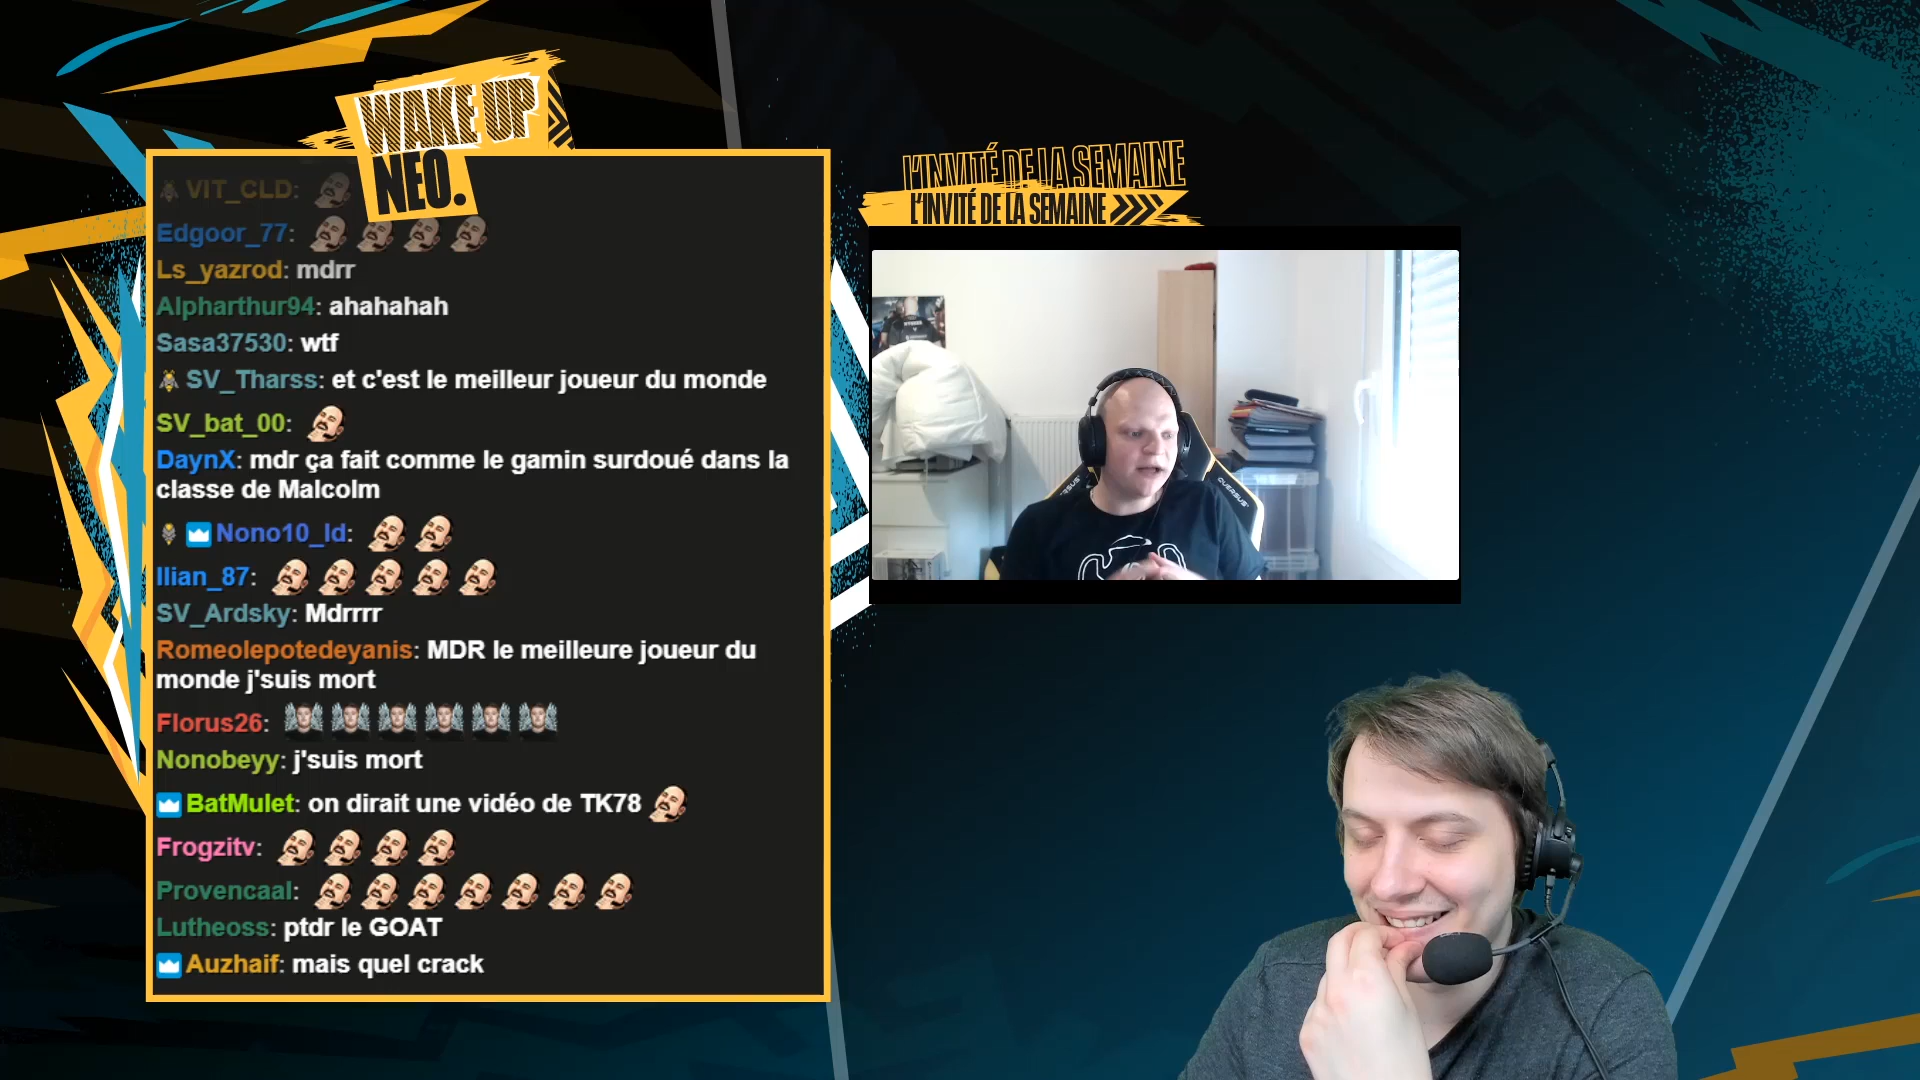 WAKE UP
NEO.
VIT_CLD:
Edgoor_77:
Ls_yazrod: mdrr
Alpharthur94: ahahahah
Sasa37530: wtf
SV_Tharss: et c'est le meilleur joueur du monde
SV_bat_00:
DaynX: mdr ça fait comme le gamin surdoué dans la
classe de Malcolm
Nono10_ld:
Ilian_87:
SV_Ardsky: Mdrrrr
Romeolepotedeyanis: MDR le meilleure joueur du
monde j'suis mort
Florus26:
Nonobeyy: j'suis mort
BatMulet: on dirait une vidéo de TK78
Frogzitv:
Provencaal:
Lutheoss: ptdr le GOAT
Auzhaif: mais quel crack
L'INVITÉ DE LA SEMAINE
L'INVITÉ DE LA SEMAINE
QUERSUS